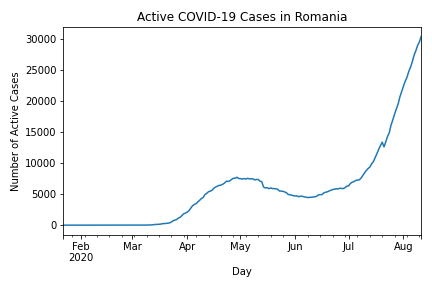 Active COVID-19 Cases in Romania
Number of Active Cases
30000
25000
20000
15000
10000
5000
0
Feb Mar Apr May Jun Jul Aug
2020
Day